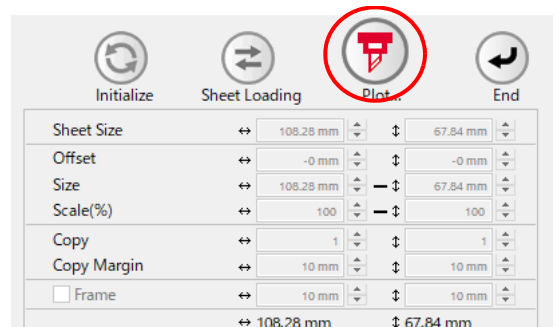 Initialize Sheet Loading Plot... End
Sheet Size 108.28 mm 67.84 mm
Offset -0 mm -0 mm
Size 108.28 mm 67.84 mm
Scale(%) 100 100
Copy 1 1
Copy Margin 10 mm 10 mm
Frame 10 mm 10 mm
108.28 mm 67.84 mm